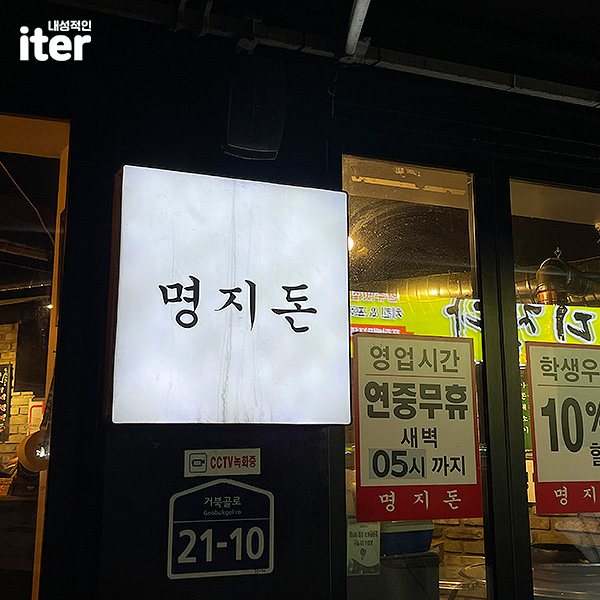 내성적인
iter
명지돈
영업시간
연중무휴
새벽
05시 까지
명지돈
학생우
10%
할
명지
CCTV녹화중
거북골로
Geobukgol-ro
21-10